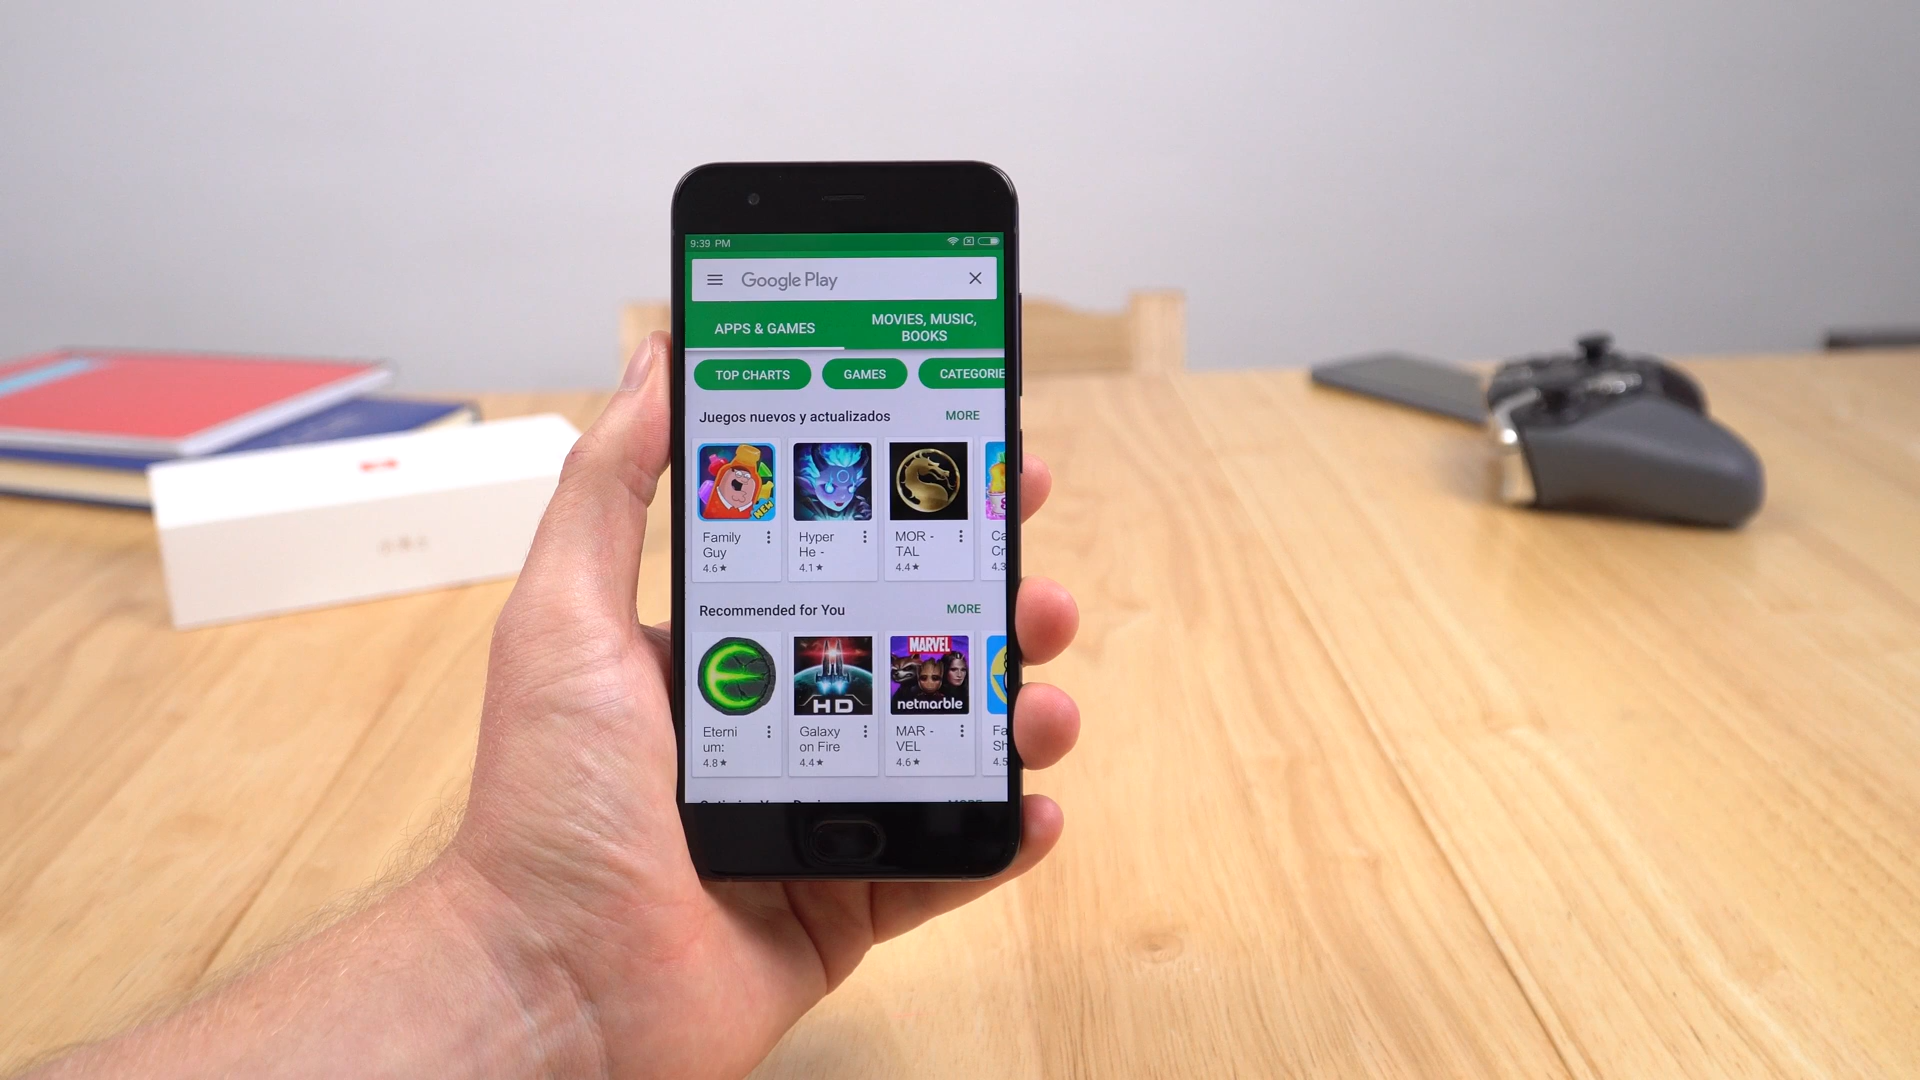 9:39 PM
Google Play
APPS & GAMES
MOVIES, MUSIC,
BOOKS
TOP CHARTS
GAMES
CATEGORIE
Juegos nuevos y actualizados
MORE
NEW
Family
Guy
4.6★
Hyper
He -
4.1★
MOR -
TAL
4.4★
Ca
Cr
4.3
Recommended for You
MORE
HD
MARVEL
netmarble
Eterni
um:
4.8★
Galaxy
on Fire
4.4★
MAR -
VEL
4.6★
Fa
Sh
4.5